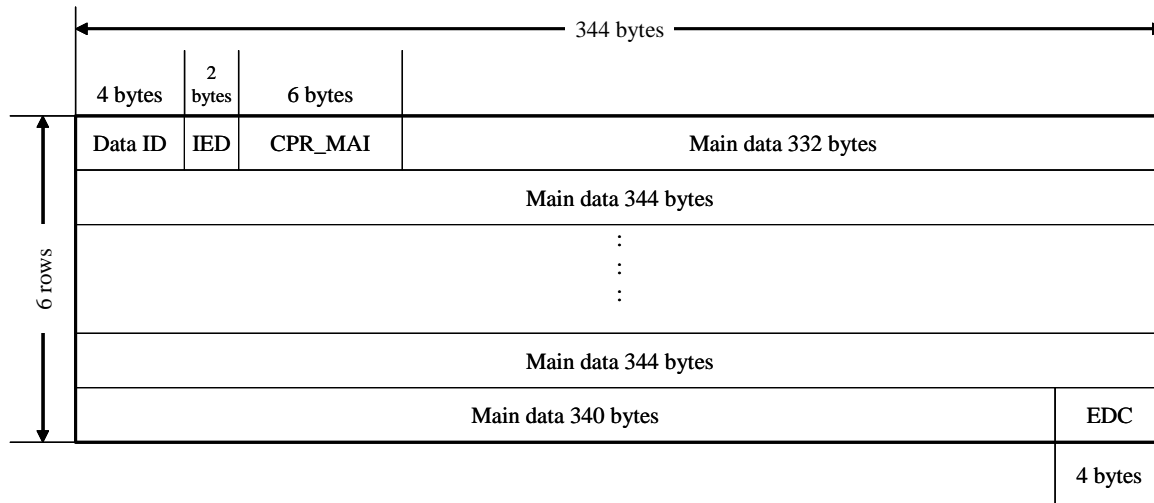 344 bytes
2
4 bytes bytes 6 bytes
Data ID IED CPR_MAI Main data 332 bytes
Main data 344 bytes
6 rows
Main data 344 bytes
Main data 340 bytes EDC
4 bytes